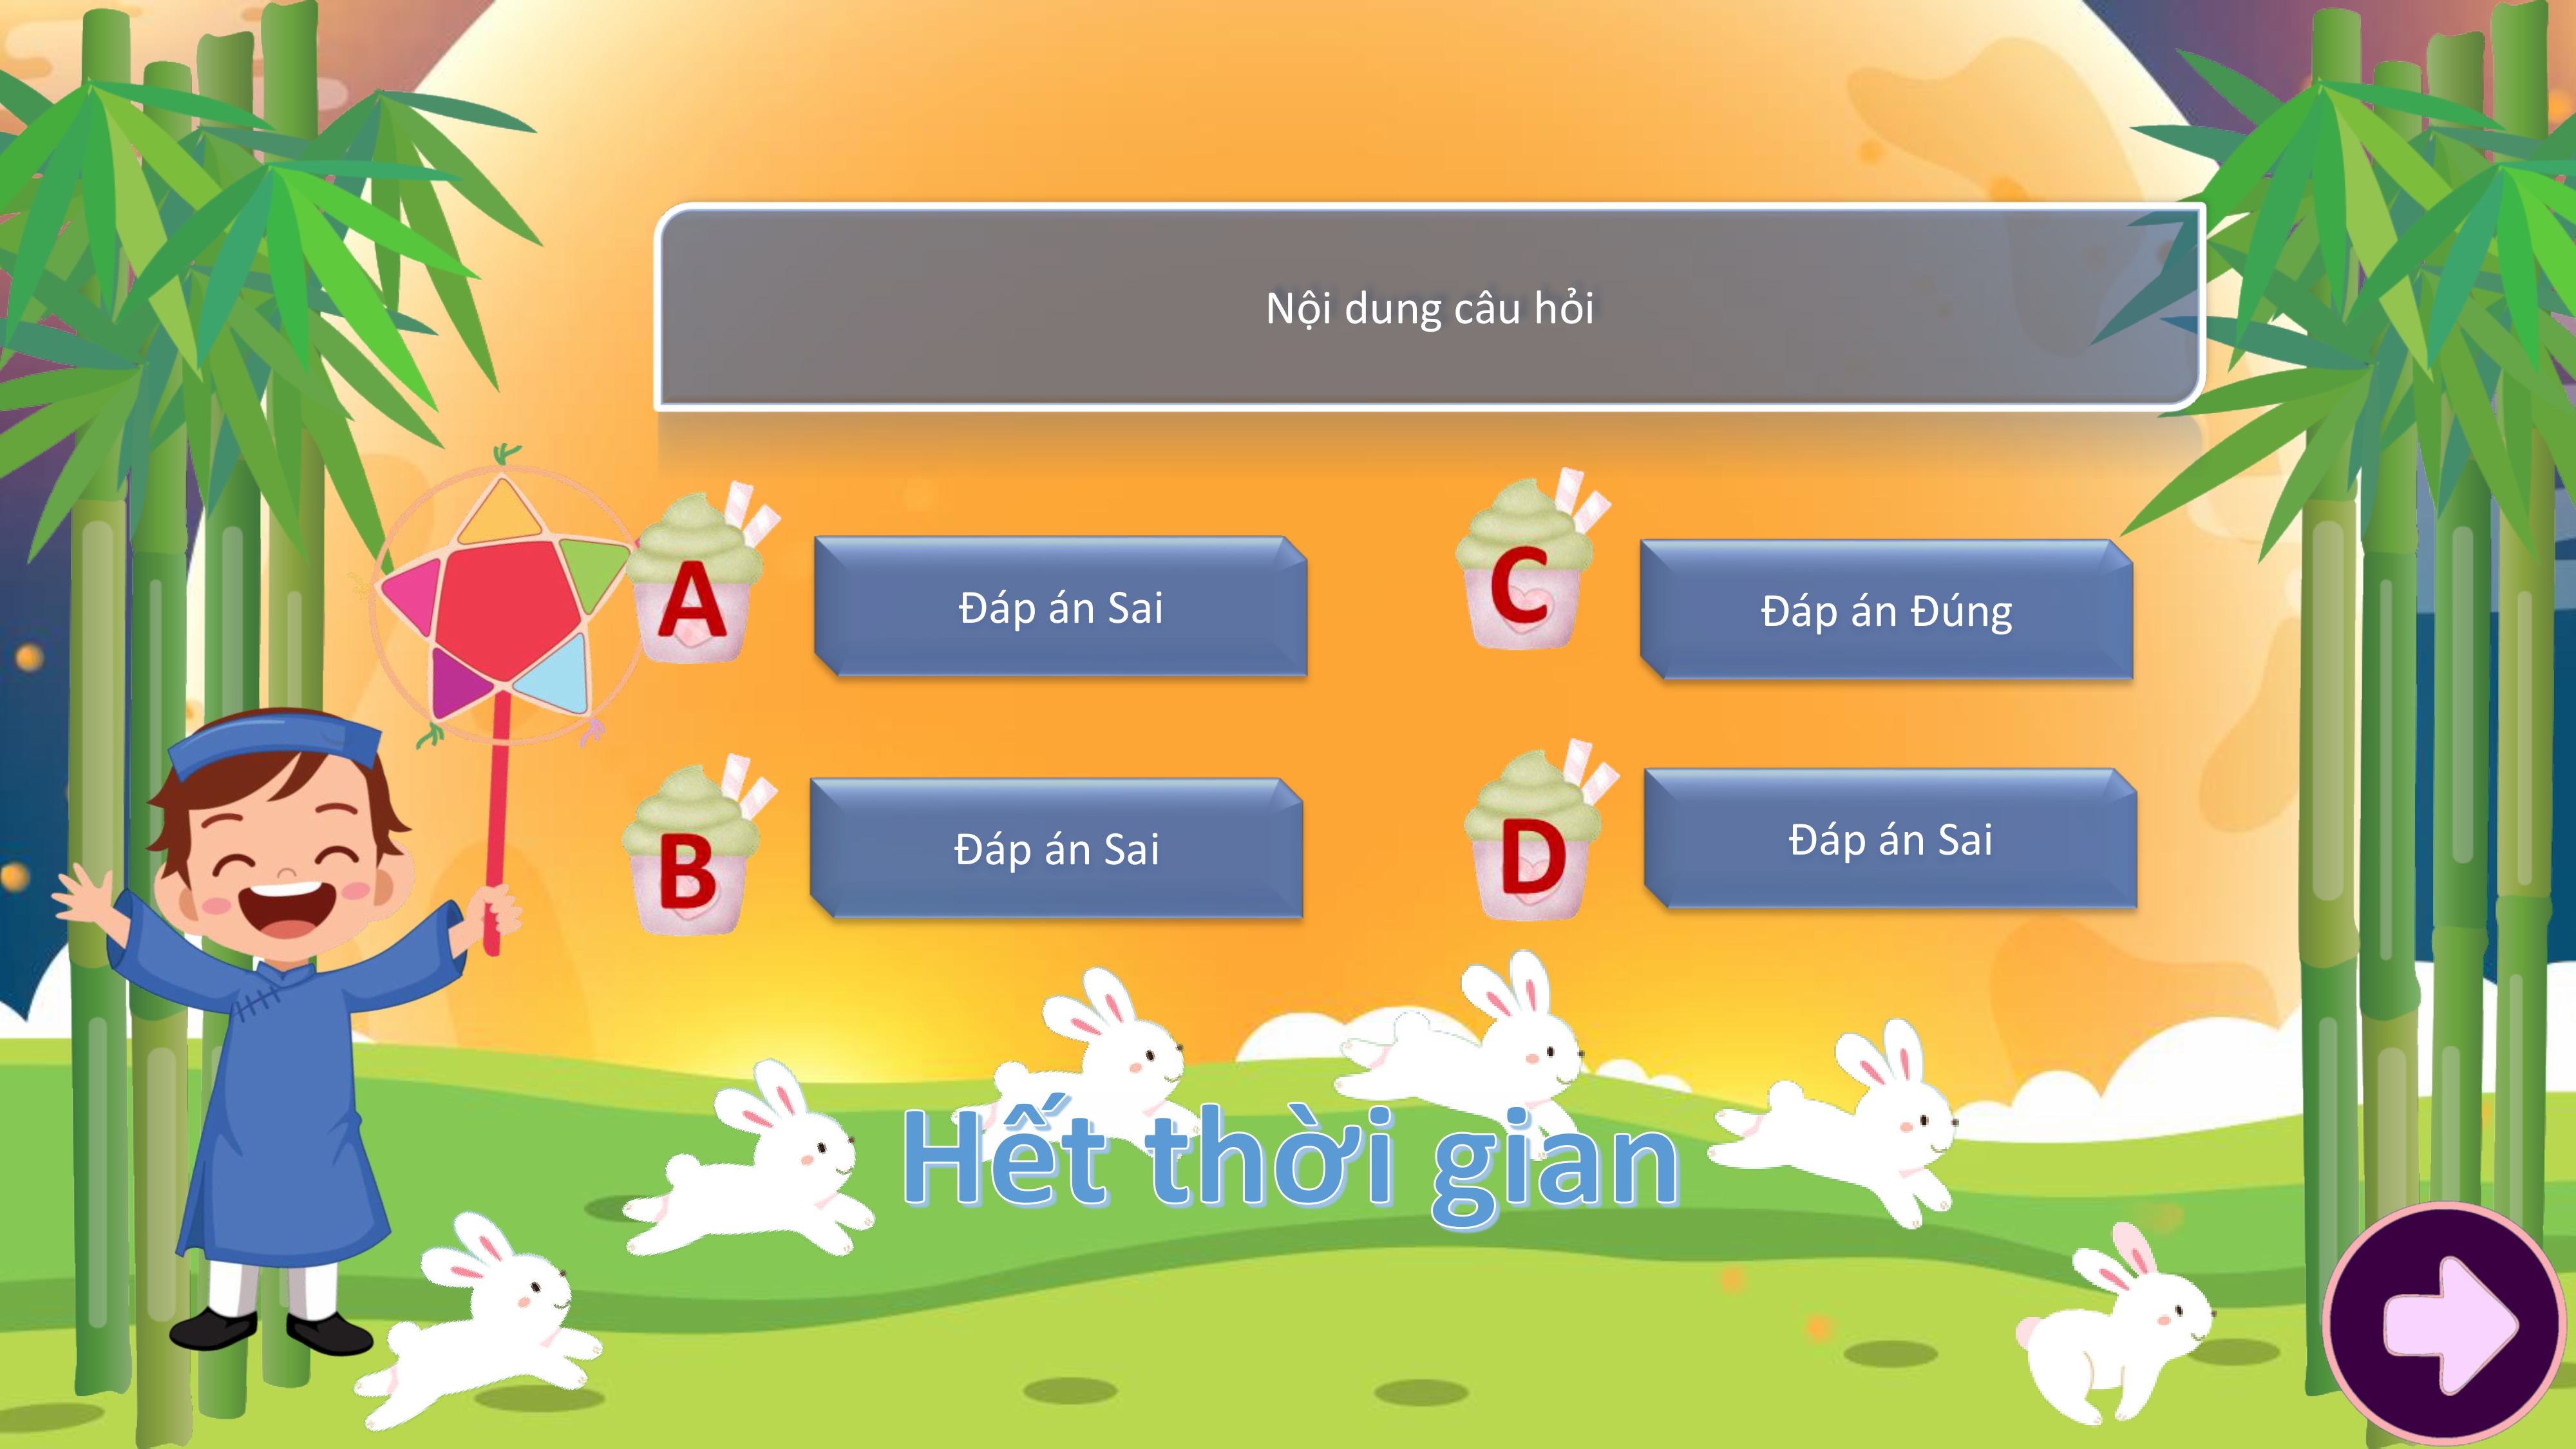 Nội dung câu hỏi
A
Đáp án Sai
C
Đáp án Đúng
B
Đáp án Sai
D
Đáp án Sai
Hết thời gian